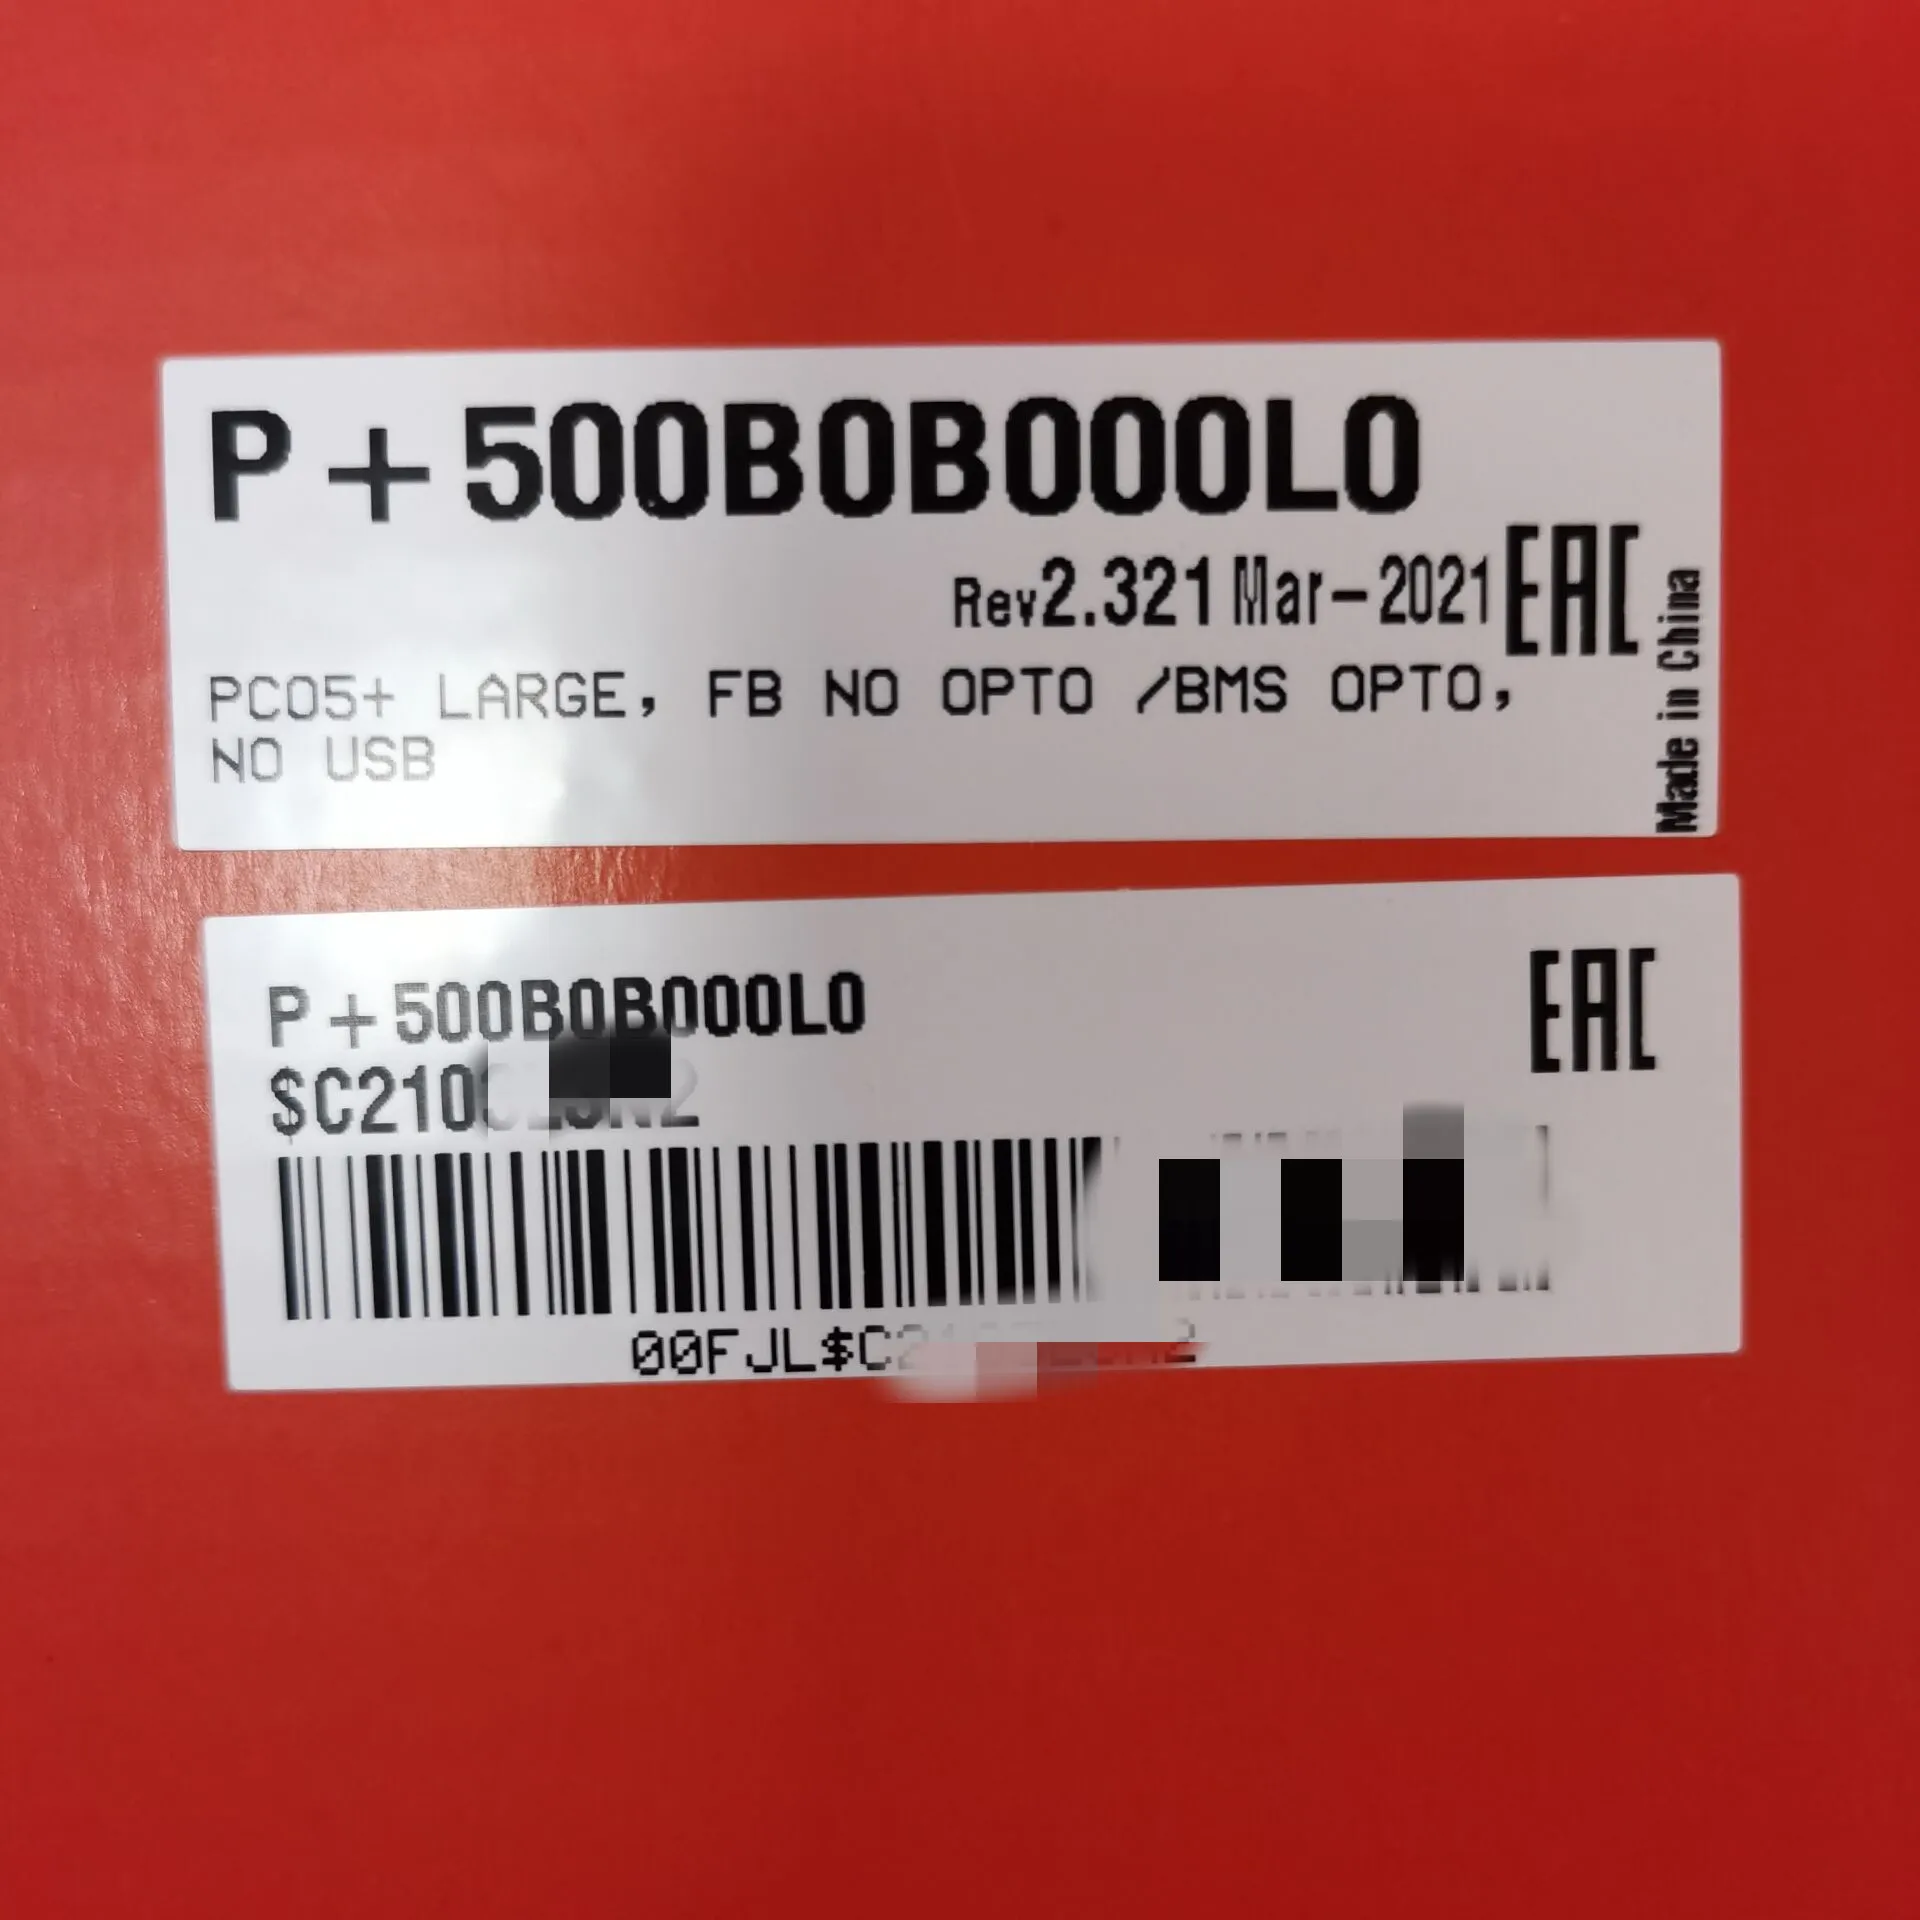 P+500B0B000L0
Rev2.321 Mar-2021 EAC
PCO5+ LARGE, FB NO OPTO /BMS OPTO,
NO USB
Made in China
P+500B0B000L0
EAC